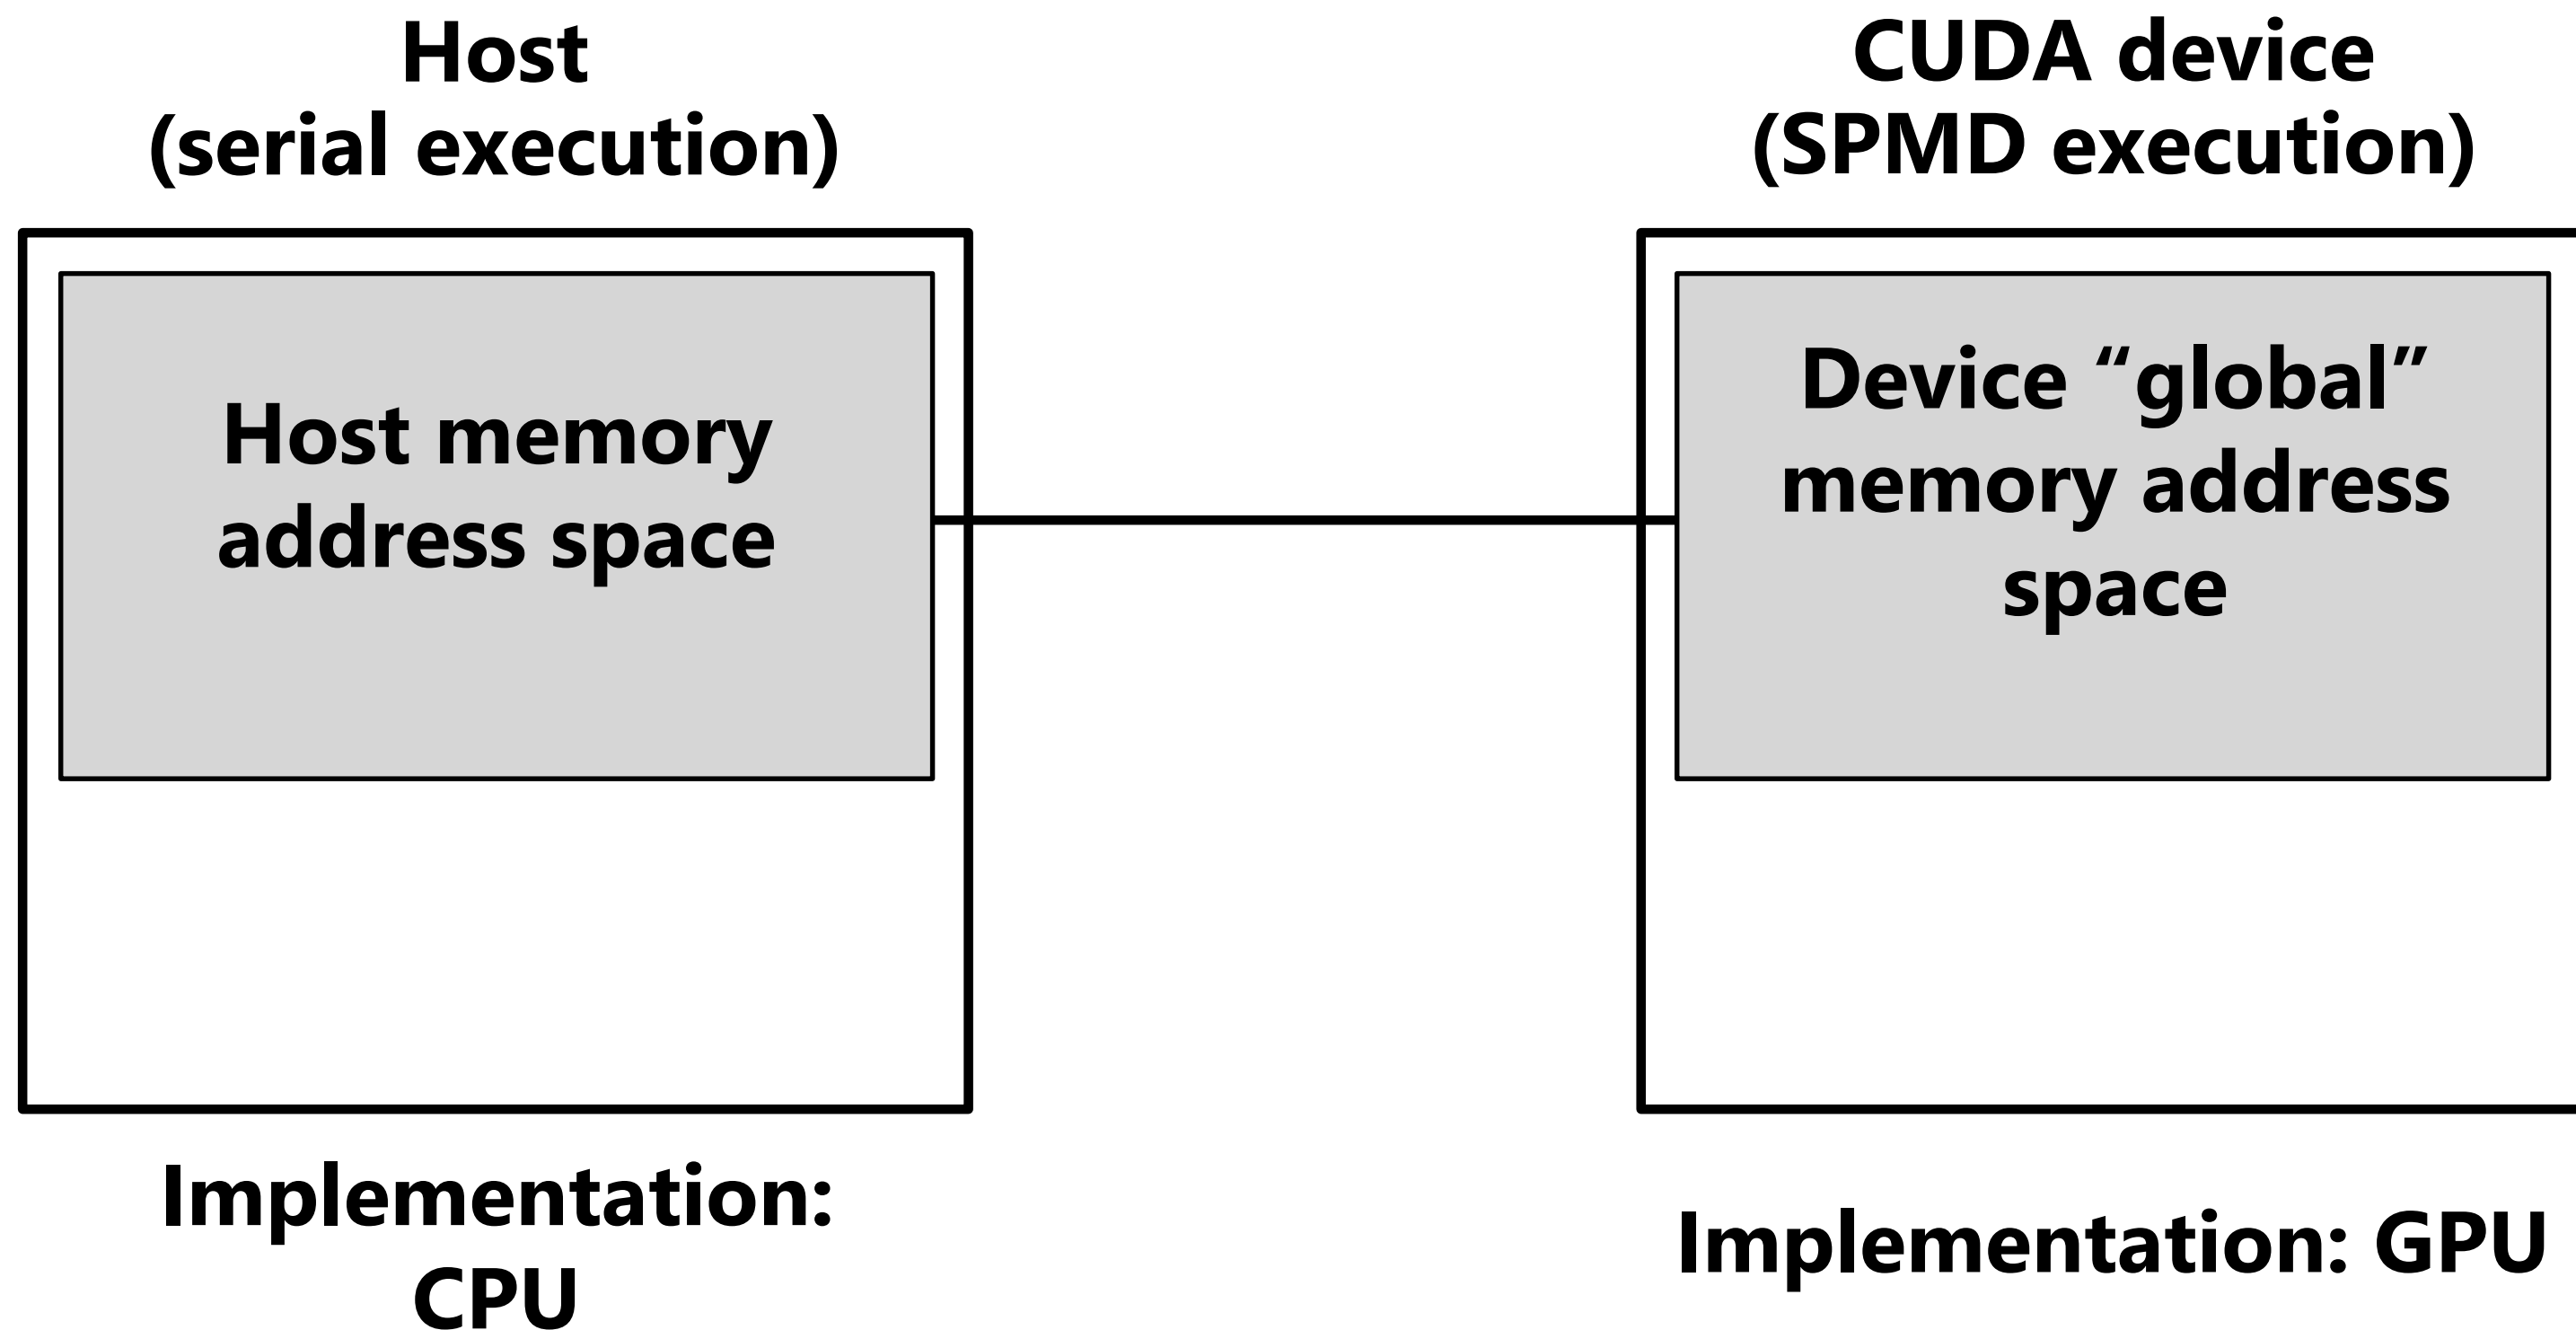 Host
(serial execution)
CUDA device
(SPMD execution)
Host memory
address space
Device “global”
memory address
space
Implementation:
CPU
Implementation: GPU